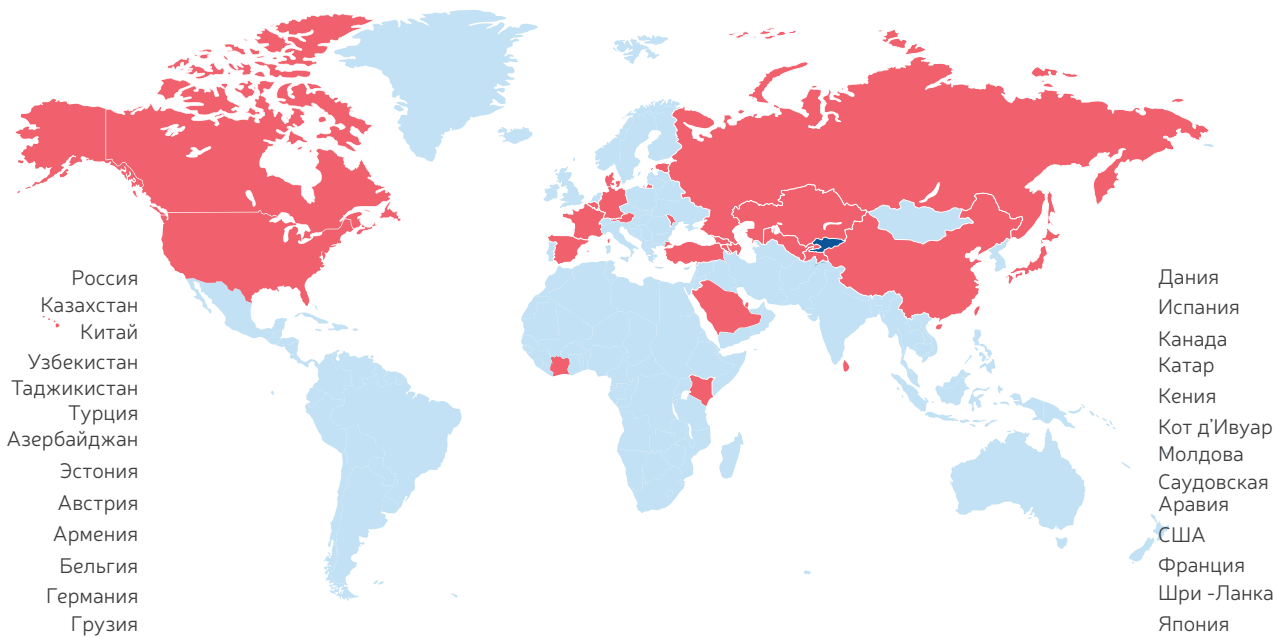 Россия
Казахстан
Китай
Узбекистан
Таджикистан
Турция
Азербайджан
Эстония
Австрия
Армения
Бельгия
Германия
Грузия
Дания
Испания
Канада
Катар
Кения
Кот д'Ивуар
Молдова
Саудовская
Аравия
США
Франция
Шри -Ланка
Япония